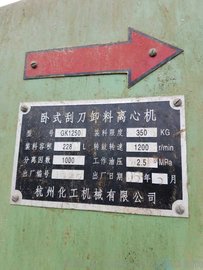 卧式刮刀卸料离心机
型号 GK1250 装料限度 350 KG
装料容积 228 L 转鼓转速 1200 r/min
分离因数 1000 工作油压 2.5 MPa
出厂编号 出厂日期 年 月
杭州化工机械有限公司